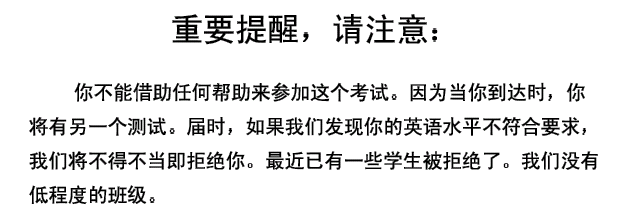 重要提醒，请注意：
你不能借助任何帮助来参加这个考试。因为当你到达时，你
将有另一个测试。届时，如果我们发现你的英语水平不符合要求，
我们将不得不当即拒绝你。最近已有一些学生被拒绝了。我们没有
低程度的班级。